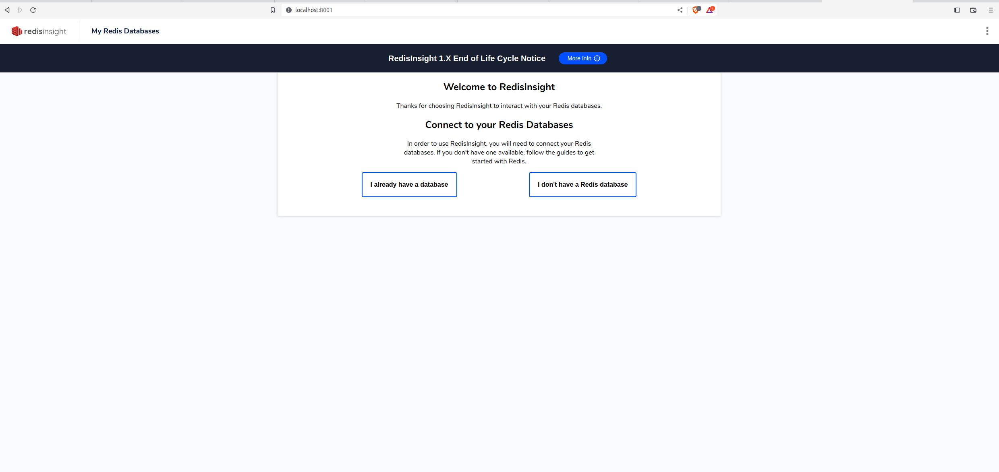 localhost:8001
1
1
redisinsight
My Redis Databases
RedisInsight 1.X End of Life Cycle Notice
More Info
Welcome to RedisInsight
Thanks for choosing RedisInsight to interact with your Redis databases.
Connect to your Redis Databases
In order to use RedisInsight, you will need to connect your Redis
databases. If you don't have one available, follow the guides to get
started with Redis.
I already have a database
I don't have a Redis database